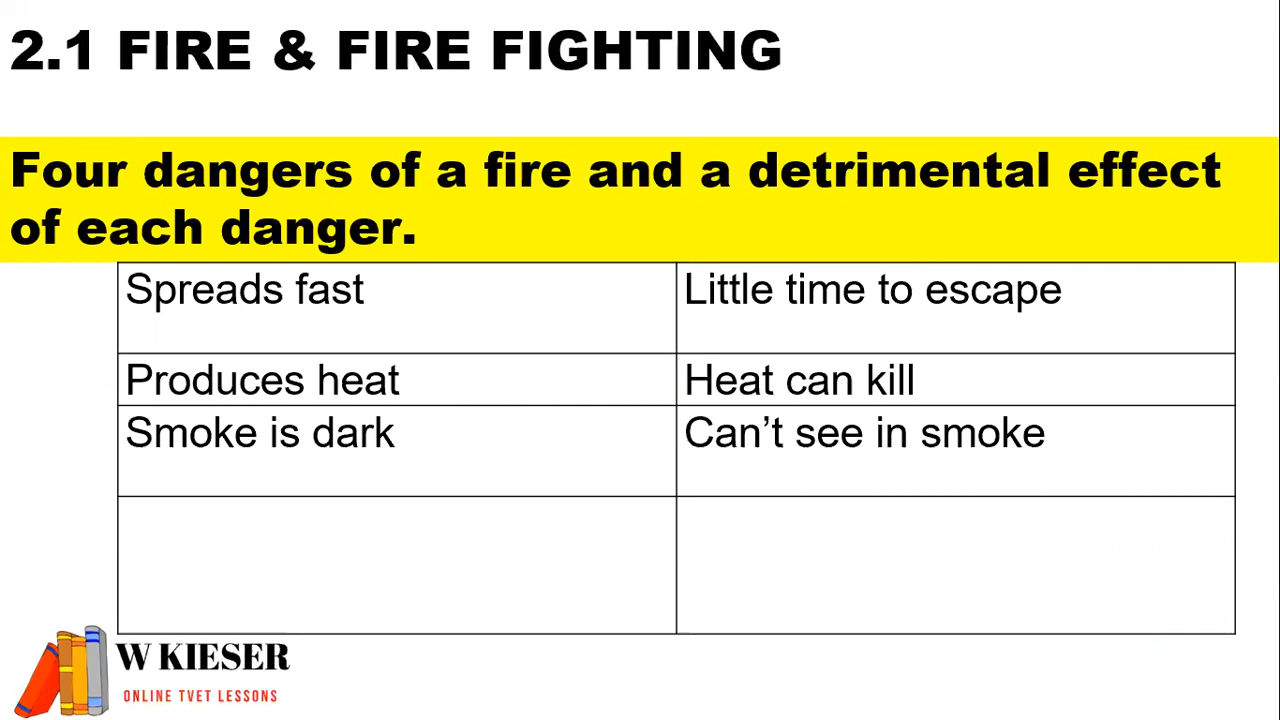 2.1 FIRE & FIRE FIGHTING
Four dangers of a fire and a detrimental effect
of each danger.
Spreads fast
Little time to escape
Produces heat
Heat can kill
Smoke is dark
Can't see in smoke
W KIESER
ONLINE TVET LESSONS